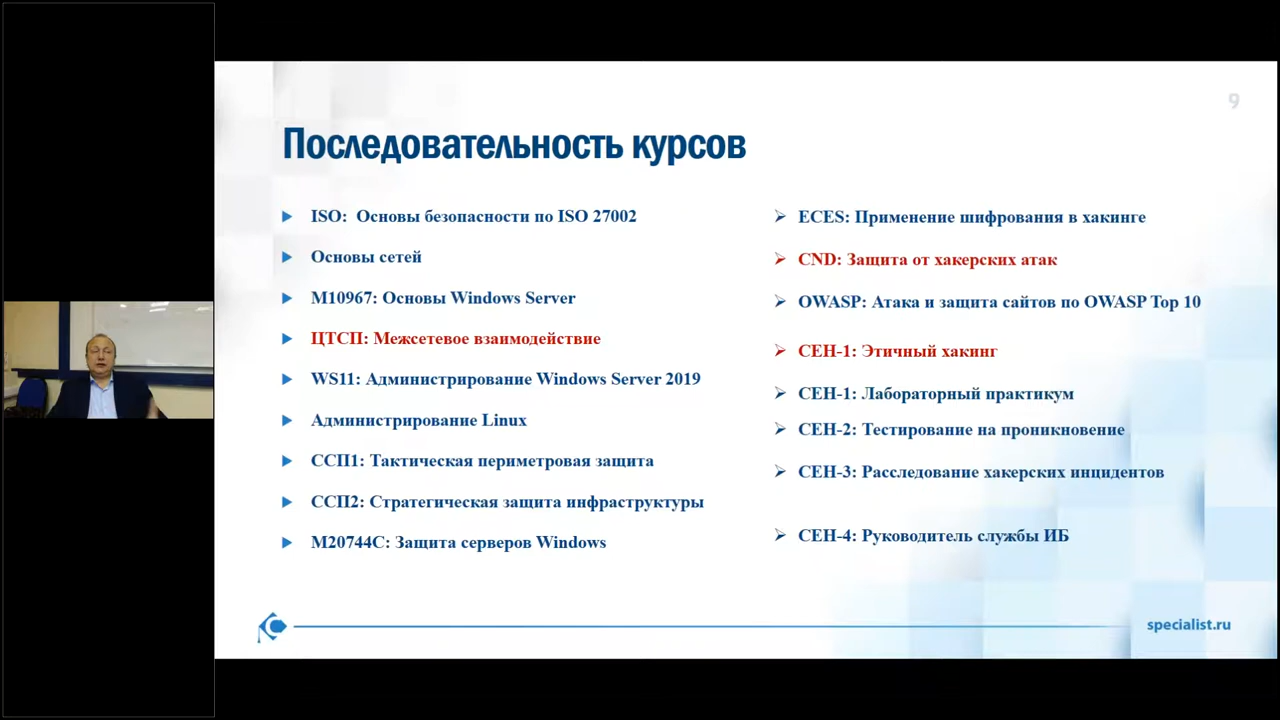 9
Последовательность курсов
ISO: Основы безопасности по ISO 27002
Основы сетей
М10967: Основы Windows Server
ЦТСП: Межсетевое взаимодействие
WS11: Администрирование Windows Server 2019
Администрирование Linux
ССП1: Тактическая периметровая защита
ССП2: Стратегическая защита инфраструктуры
М20744С: Защита серверов Windows
ECES: Применение шифрования в хакинге
CND: Защита от хакерских атак
OWASP: Атака и защита сайтов по OWASP Top 10
CEH-1: Этичный хакинг
CEH-1: Лабораторный практикум
CEH-2: Тестирование на проникновение
CEH-3: Расследование хакерских инцидентов
CEH-4: Руководитель службы ИБ
specialist.ru